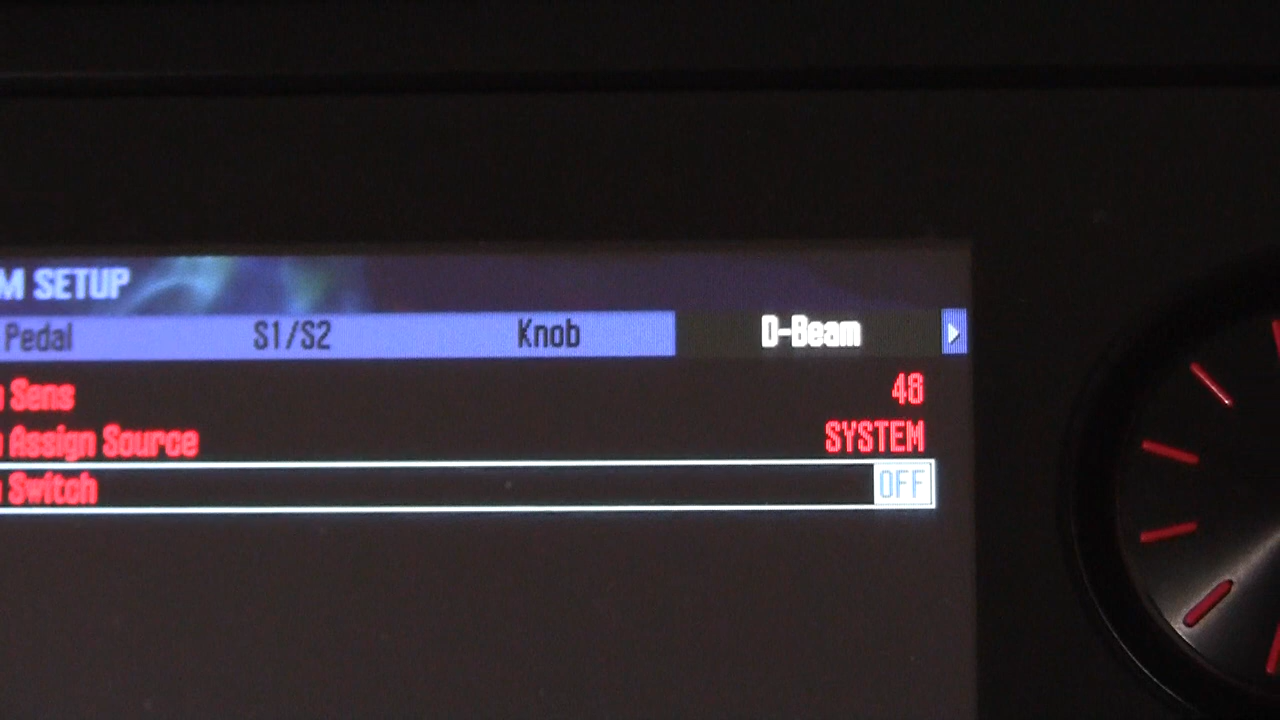 M SETUP
Pedal S1/S2 Knob D-Beam
Sens 48
Assign Source SYSTEM
Switch OFF